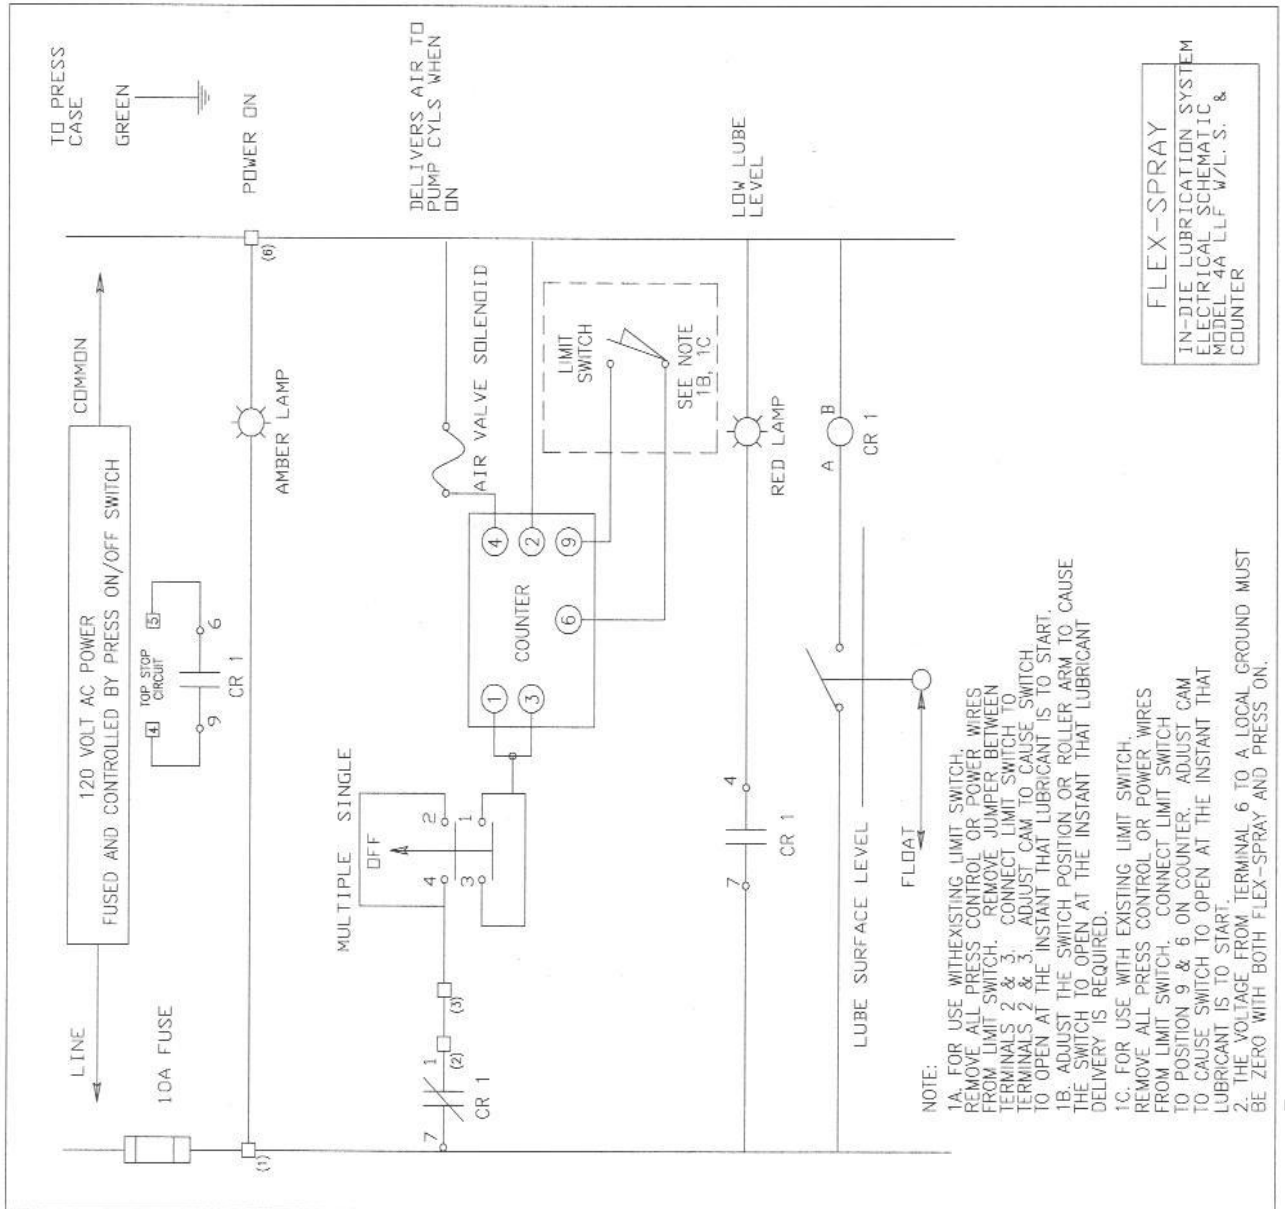 TO PRESS
CASE
GREEN
POWER ON
DELIVERS AIR TO
PUMP CYLS WHEN
ON
LOW LUBE
LEVEL
COMMON
120 VOLT AC POWER
FUSED AND CONTROLLED BY PRESS ON/OFF SWITCH
LINE
10A FUSE
4
TOP STOP
CIRCUIT
5
9
6
CR 1
(1)
(6)
AMBER LAMP
MULTIPLE SINGLE
OFF
4
2
3
1
7
1
CR 1
(2)
(3)
1
3
COUNTER
4
2
9
6
AIR VALVE SOLENOID
LIMIT
SWITCH
SEE NOTE
1B, 1C
7
4
CR 1
RED LAMP
LUBE SURFACE LEVEL
FLOAT
A
B
CR 1
NOTE:
1A. FOR USE WITHEXISTING LIMIT SWITCH.
REMOVE ALL PRESS CONTROL OR POWER WIRES
FROM LIMIT SWITCH. REMOVE JUMPER BETWEEN
TERMINALS 2 & 3. CONNECT LIMIT SWITCH TO
TERMINALS 2 & 3. ADJUST CAM TO CAUSE SWITCH
TO OPEN AT THE INSTANT THAT LUBRICANT IS TO START.
1B. ADJUST THE SWITCH POSITION OR ROLLER ARM TO CAUSE
THE SWITCH TO OPEN AT THE INSTANT THAT LUBRICANT
DELIVERY IS REQUIRED.
1C. FOR USE WITH EXISTING LIMIT SWITCH.
REMOVE ALL PRESS CONTROL OR POWER WIRES
FROM LIMIT SWITCH. CONNECT LIMIT SWITCH
TO POSITION 9 & 6 ON COUNTER. ADJUST CAM
TO CAUSE SWITCH TO OPEN AT THE INSTANT THAT
LUBRICANT IS TO START.
2. THE VOLTAGE FROM TERMINAL 6 TO A LOCAL GROUND MUST
BE ZERO WITH BOTH FLEX-SPRAY AND PRESS ON.
FLEX-SPRAY
IN-DIE LUBRICATION SYSTEM
ELECTRICAL SCHEMATIC
MODEL 4A LLF W/L.S. &
COUNTER